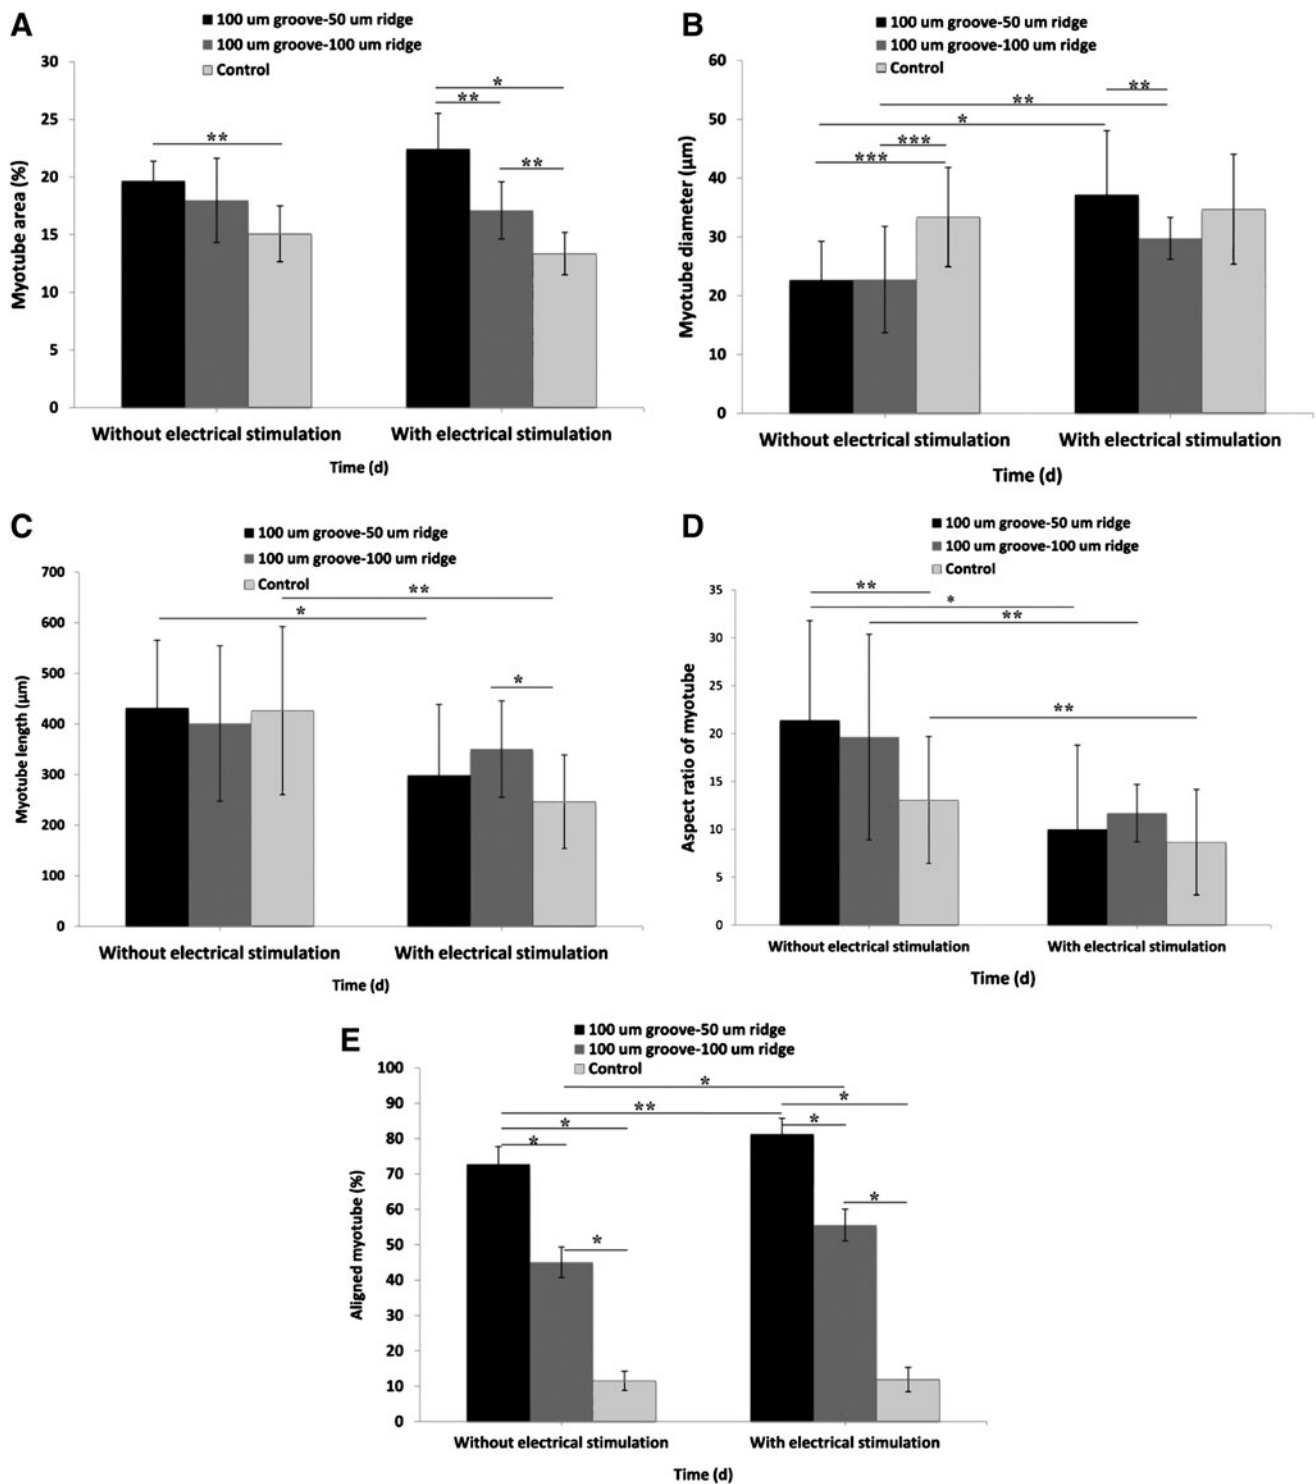 A
100 um groove-50 um ridge
100 um groove-100 um ridge
Control
30
25
20
15
10
5
0
Myotube area (%)
**
*
**
**
Without electrical stimulation
With electrical stimulation
Time (d)
B
100 um groove-50 um ridge
100 um groove-100 um ridge
Control
60
50
40
30
20
10
0
Myotube diameter (µm)
**
**
*
***
***
Without electrical stimulation
With electrical stimulation
Time (d)
C
100 um groove-50 um ridge
100 um groove-100 um ridge
Control
700
600
500
400
300
200
100
0
Myotube length (µm)
**
*
*
Without electrical stimulation
With electrical stimulation
Time (d)
D
100 um groove-50 um ridge
100 um groove-100 um ridge
Control
35
30
25
20
15
10
5
0
Aspect ratio of myotube
**
*
**
**
Without electrical stimulation
With electrical stimulation
Time (d)
E
100 um groove-50 um ridge
100 um groove-100 um ridge
Control
100
90
80
70
60
50
40
30
20
10
0
Aligned myotube (%)
*
*
**
*
*
*
*
*
Without electrical stimulation
With electrical stimulation
Time (d)